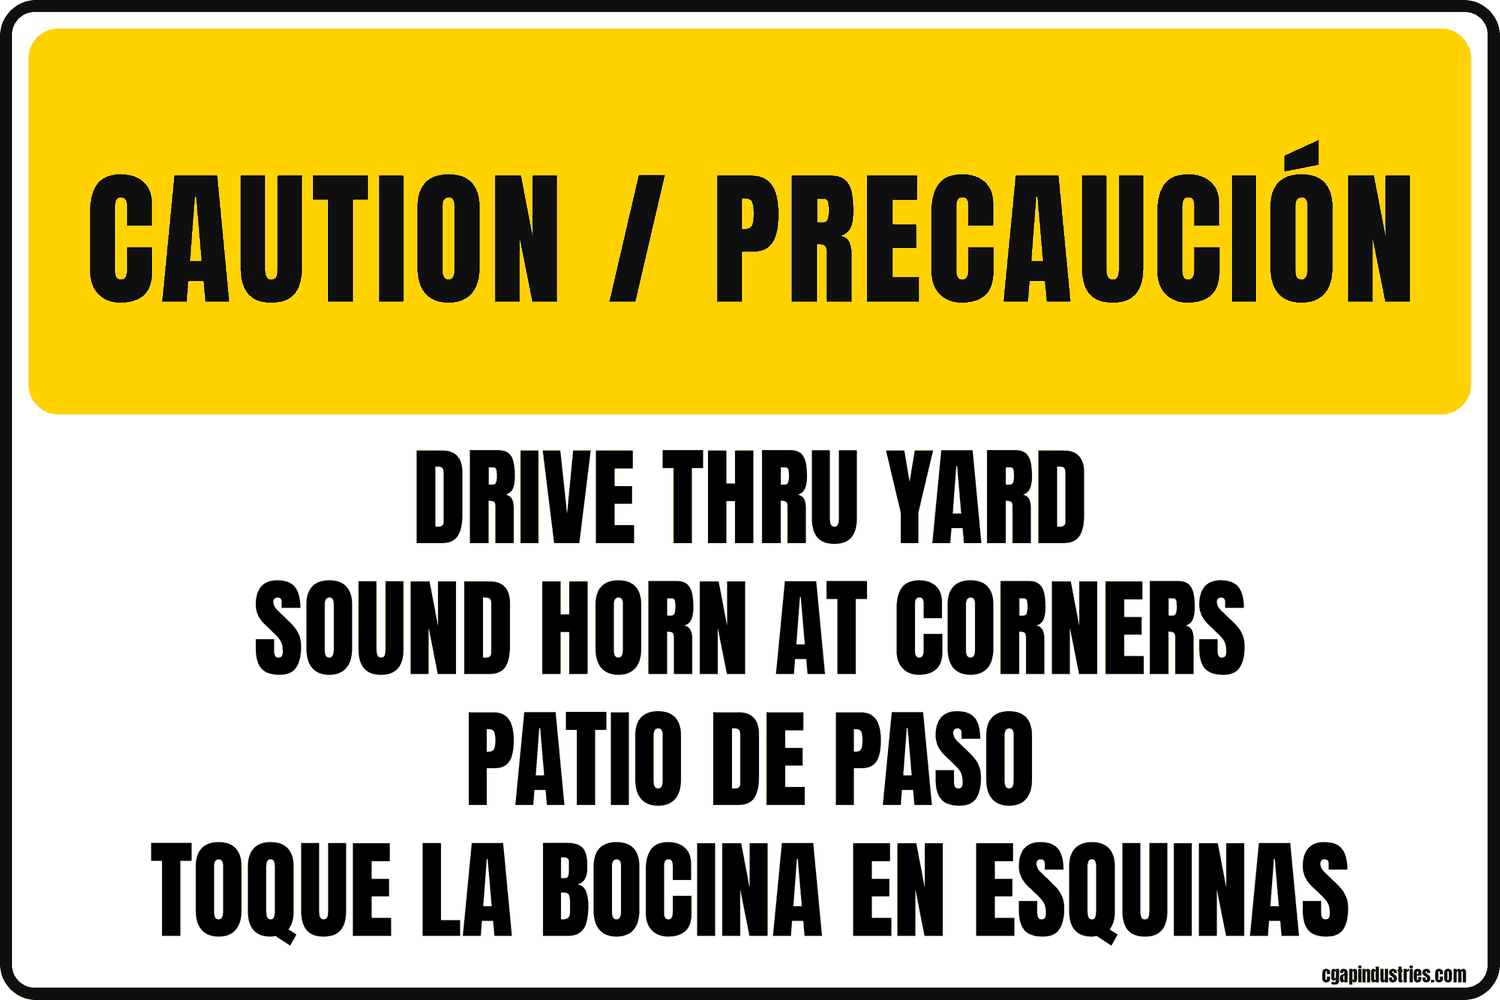 CAUTION / PRECAUCIÓN
DRIVE THRU YARD
SOUND HORN AT CORNERS
PATIO DE PASO
TOQUE LA BOCINA EN ESQUINAS
cgapindustries.com